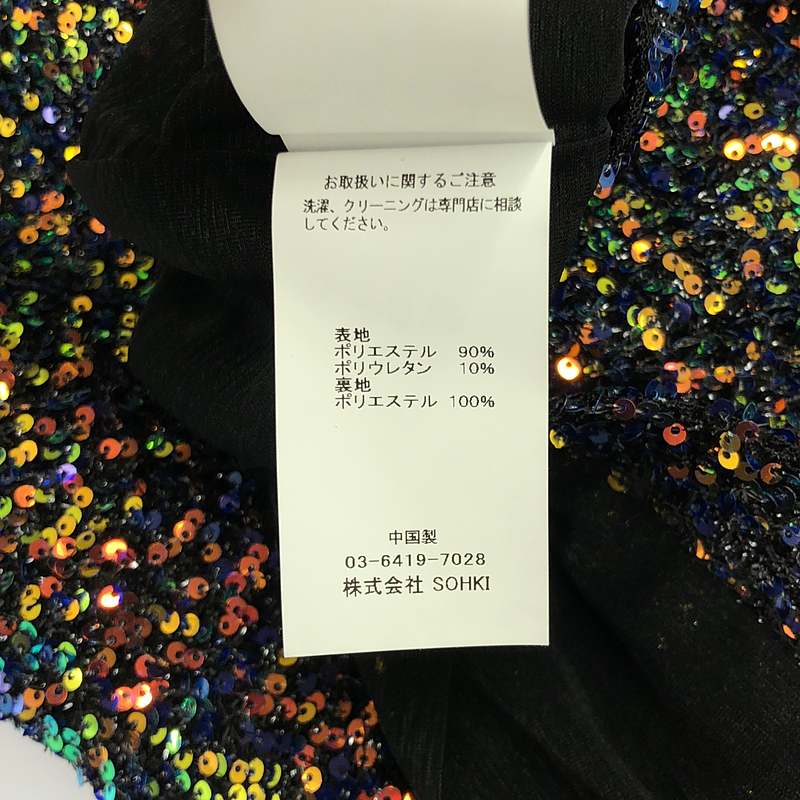 お取扱いに関するご注意
洗濯、クリーニングは専門店に相談
してください。
表地
ポリエステル 90%
ポリウレタン 10%
裏地
ポリエステル 100%
中国製
03-6419-7028
株式会社 SOHKI